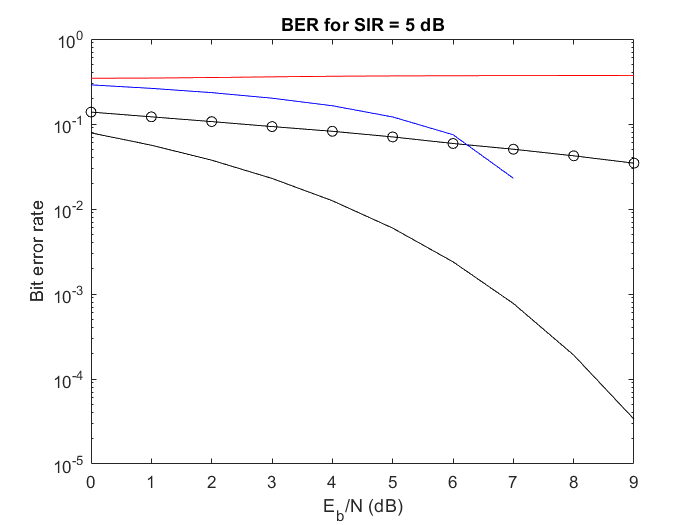 BER for SIR = 5 dB
10^0
10^-1
10^-2
10^-3
10^-4
10^-5
Bit error rate
0 1 2 3 4 5 6 7 8 9
E_b/N (dB)